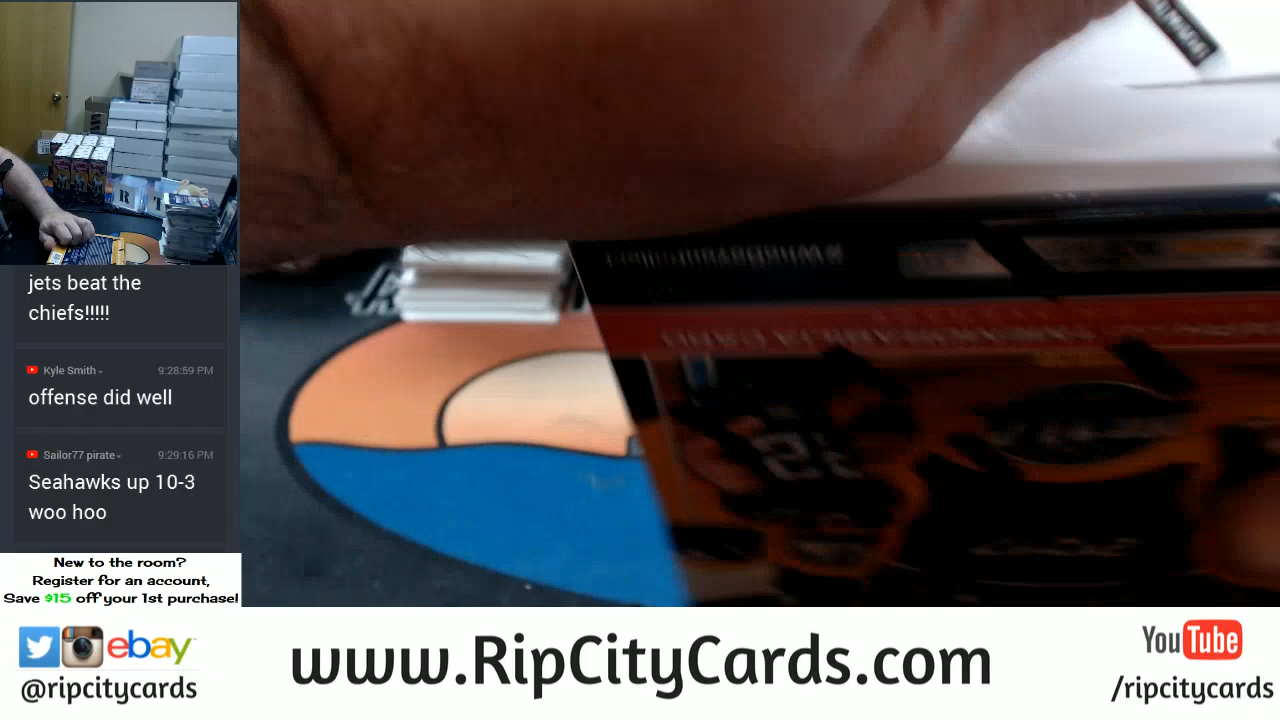 jets beat the
chiefs!!!!!
Kyle Smith
9:28:59 PM
offense did well
Sailor77 pirate
9:29:16 PM
Seahawks up 10-3
woo hoo
New to the room?
Register for an account,
Save $15 off your 1st purchase!
ebay
@ripcitycards
www.RipCityCards.com
YouTube
/ripcitycards